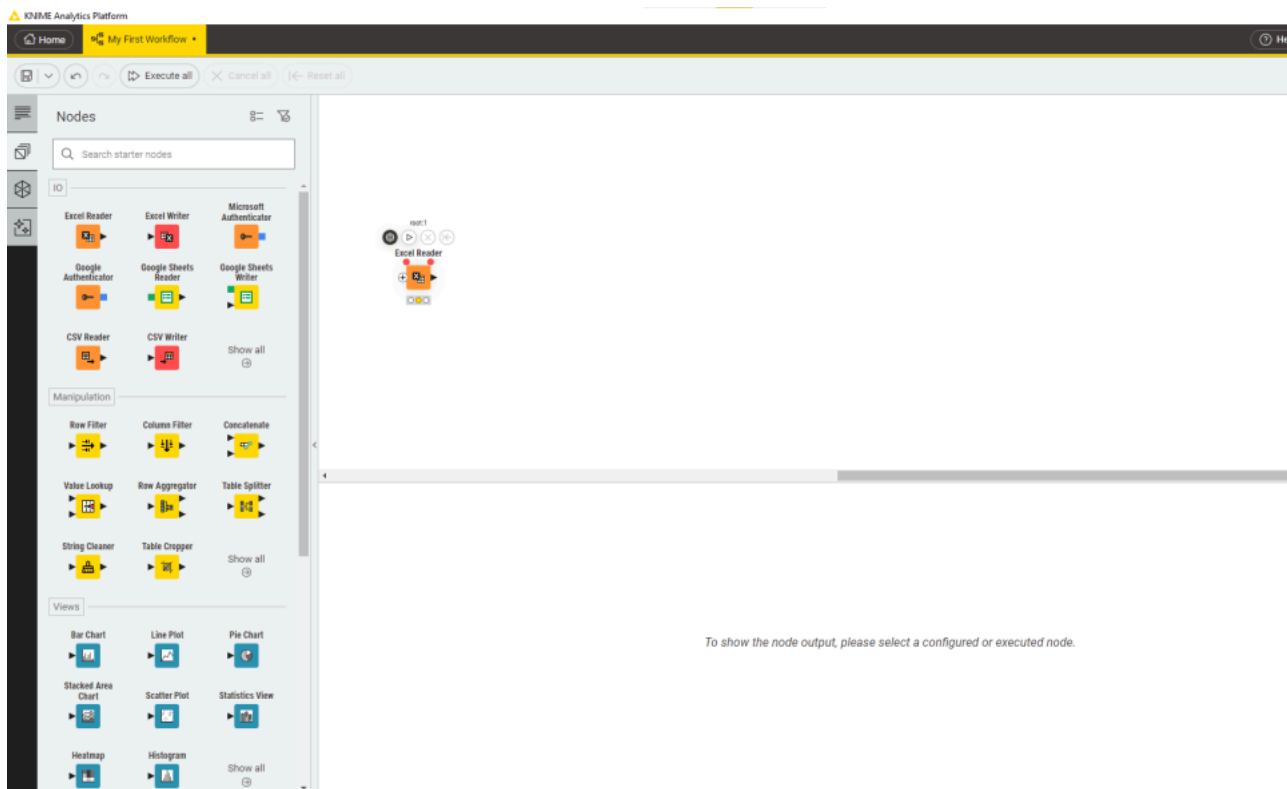 KNIME Analytics Platform
Home
My First Workflow
He
Execute all
Cancel all
Reset all
Nodes
Search starter nodes
IO
Excel Reader
Excel Writer
Microsoft
Authenticator
Google
Authenticator
Google Sheets
Reader
Google Sheets
Writer
CSV Reader
CSV Writer
Show all
Manipulation
Row Filter
Column Filter
Concatenate
Value Lookup
Row Aggregator
Table Splitter
String Cleaner
Table Cropper
Show all
Views
Bar Chart
Line Plot
Pie Chart
Stacked Area
Chart
Scatter Plot
Statistics View
Heatmap
Histogram
Show all
root:1
Excel Reader
To show the node output, please select a configured or executed node.